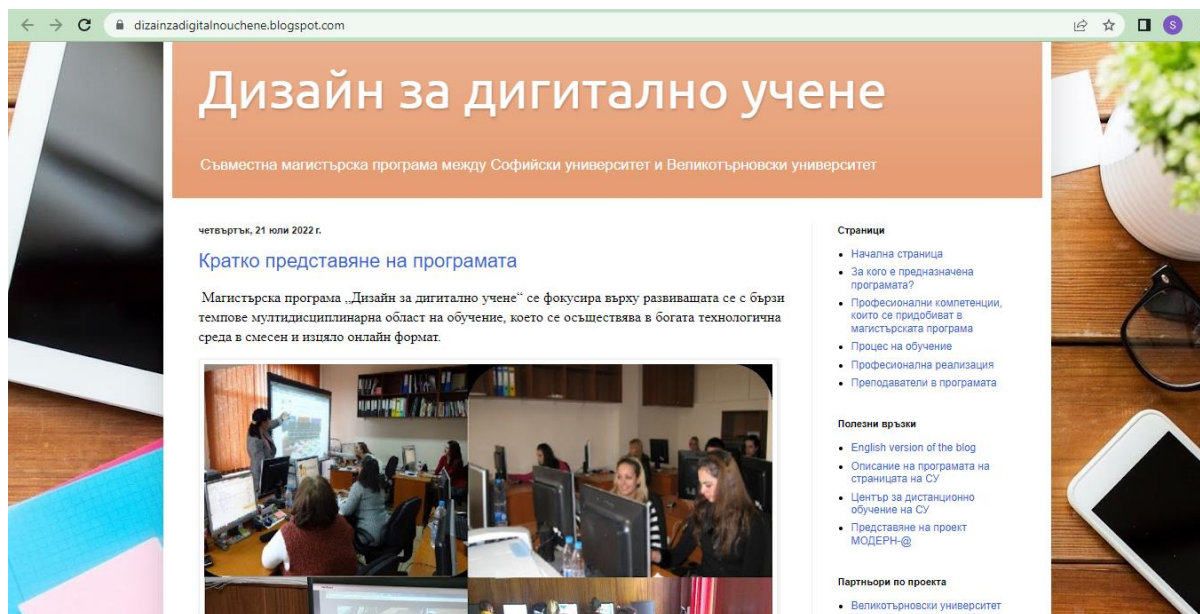 dizainzadigitalnouchene.blogspot.com
S
Дизайн за дигитално учене
Съвместна магистърска програма между Софийски университет и Великотърновски университет
четвъртък, 21 юли 2022 г.
Кратко представяне на програмата
Магистърска програма „Дизайн за дигитално учене“ се фокусира върху развиващата се с бързи
темпове мултидисциплинарна област на обучение, което се осъществява в богата технологична
среда в смесен и изцяло онлайн формат.
Страници
Начална страница
За кого е предназначена
програмата?
Професионални компетенции,
които се придобиват в
магистърската програма
Процес на обучение
Професионална реализация
Преподаватели в програмата
Полезни връзки
English version of the blog
Описание на програмата на
страницата на СУ
Център за дистанционно
обучение на СУ
Представяне на проект
МОДЕРН-@
Партньори по проекта
Великотърновски университет